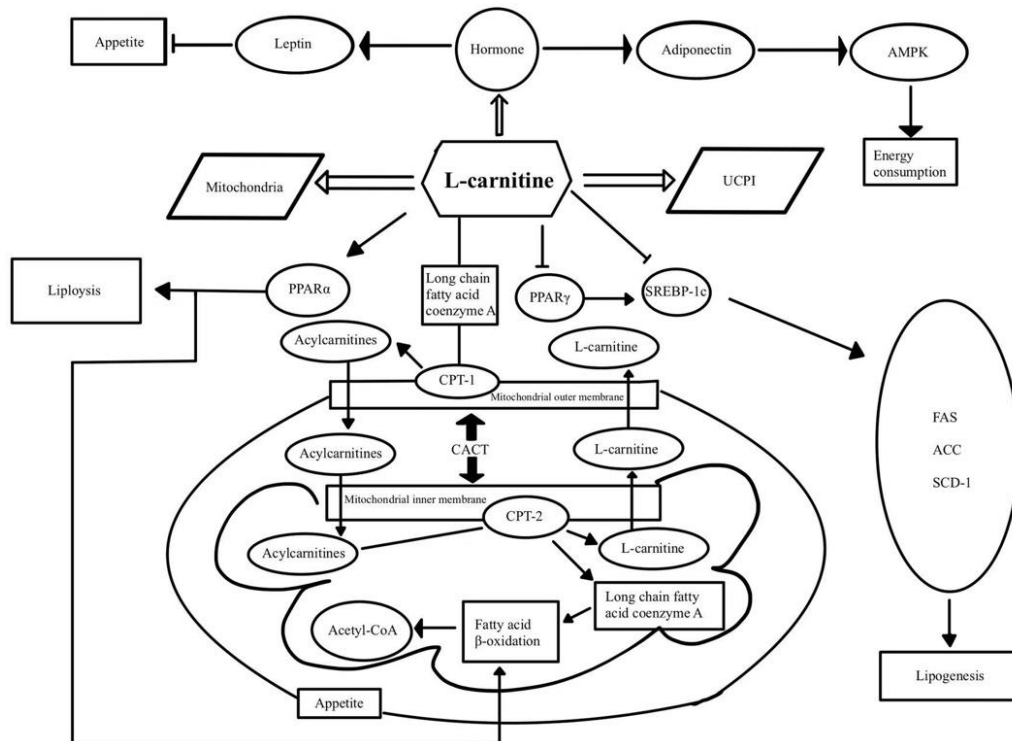 Appetite
Leptin
Hormone
Adiponectin
AMPK
Energy
consumption
Mitochondria
L-carnitine
UCPI
Liploysis
PPARα
Long chain
fatty acid
coenzyme A
PPARγ
SREBP-1c
Acylcarnitines
L-carnitine
CPT-1
Mitochondrial outer membrane
Acylcarnitines
CACT
L-carnitine
Mitochondrial inner membrane
CPT-2
Acylcarnitines
L-carnitine
FAS
ACC
SCD-1
Long chain fatty
acid coenzyme A
Acetyl-CoA
Fatty acid
β-oxidation
Appetite
Lipogenesis